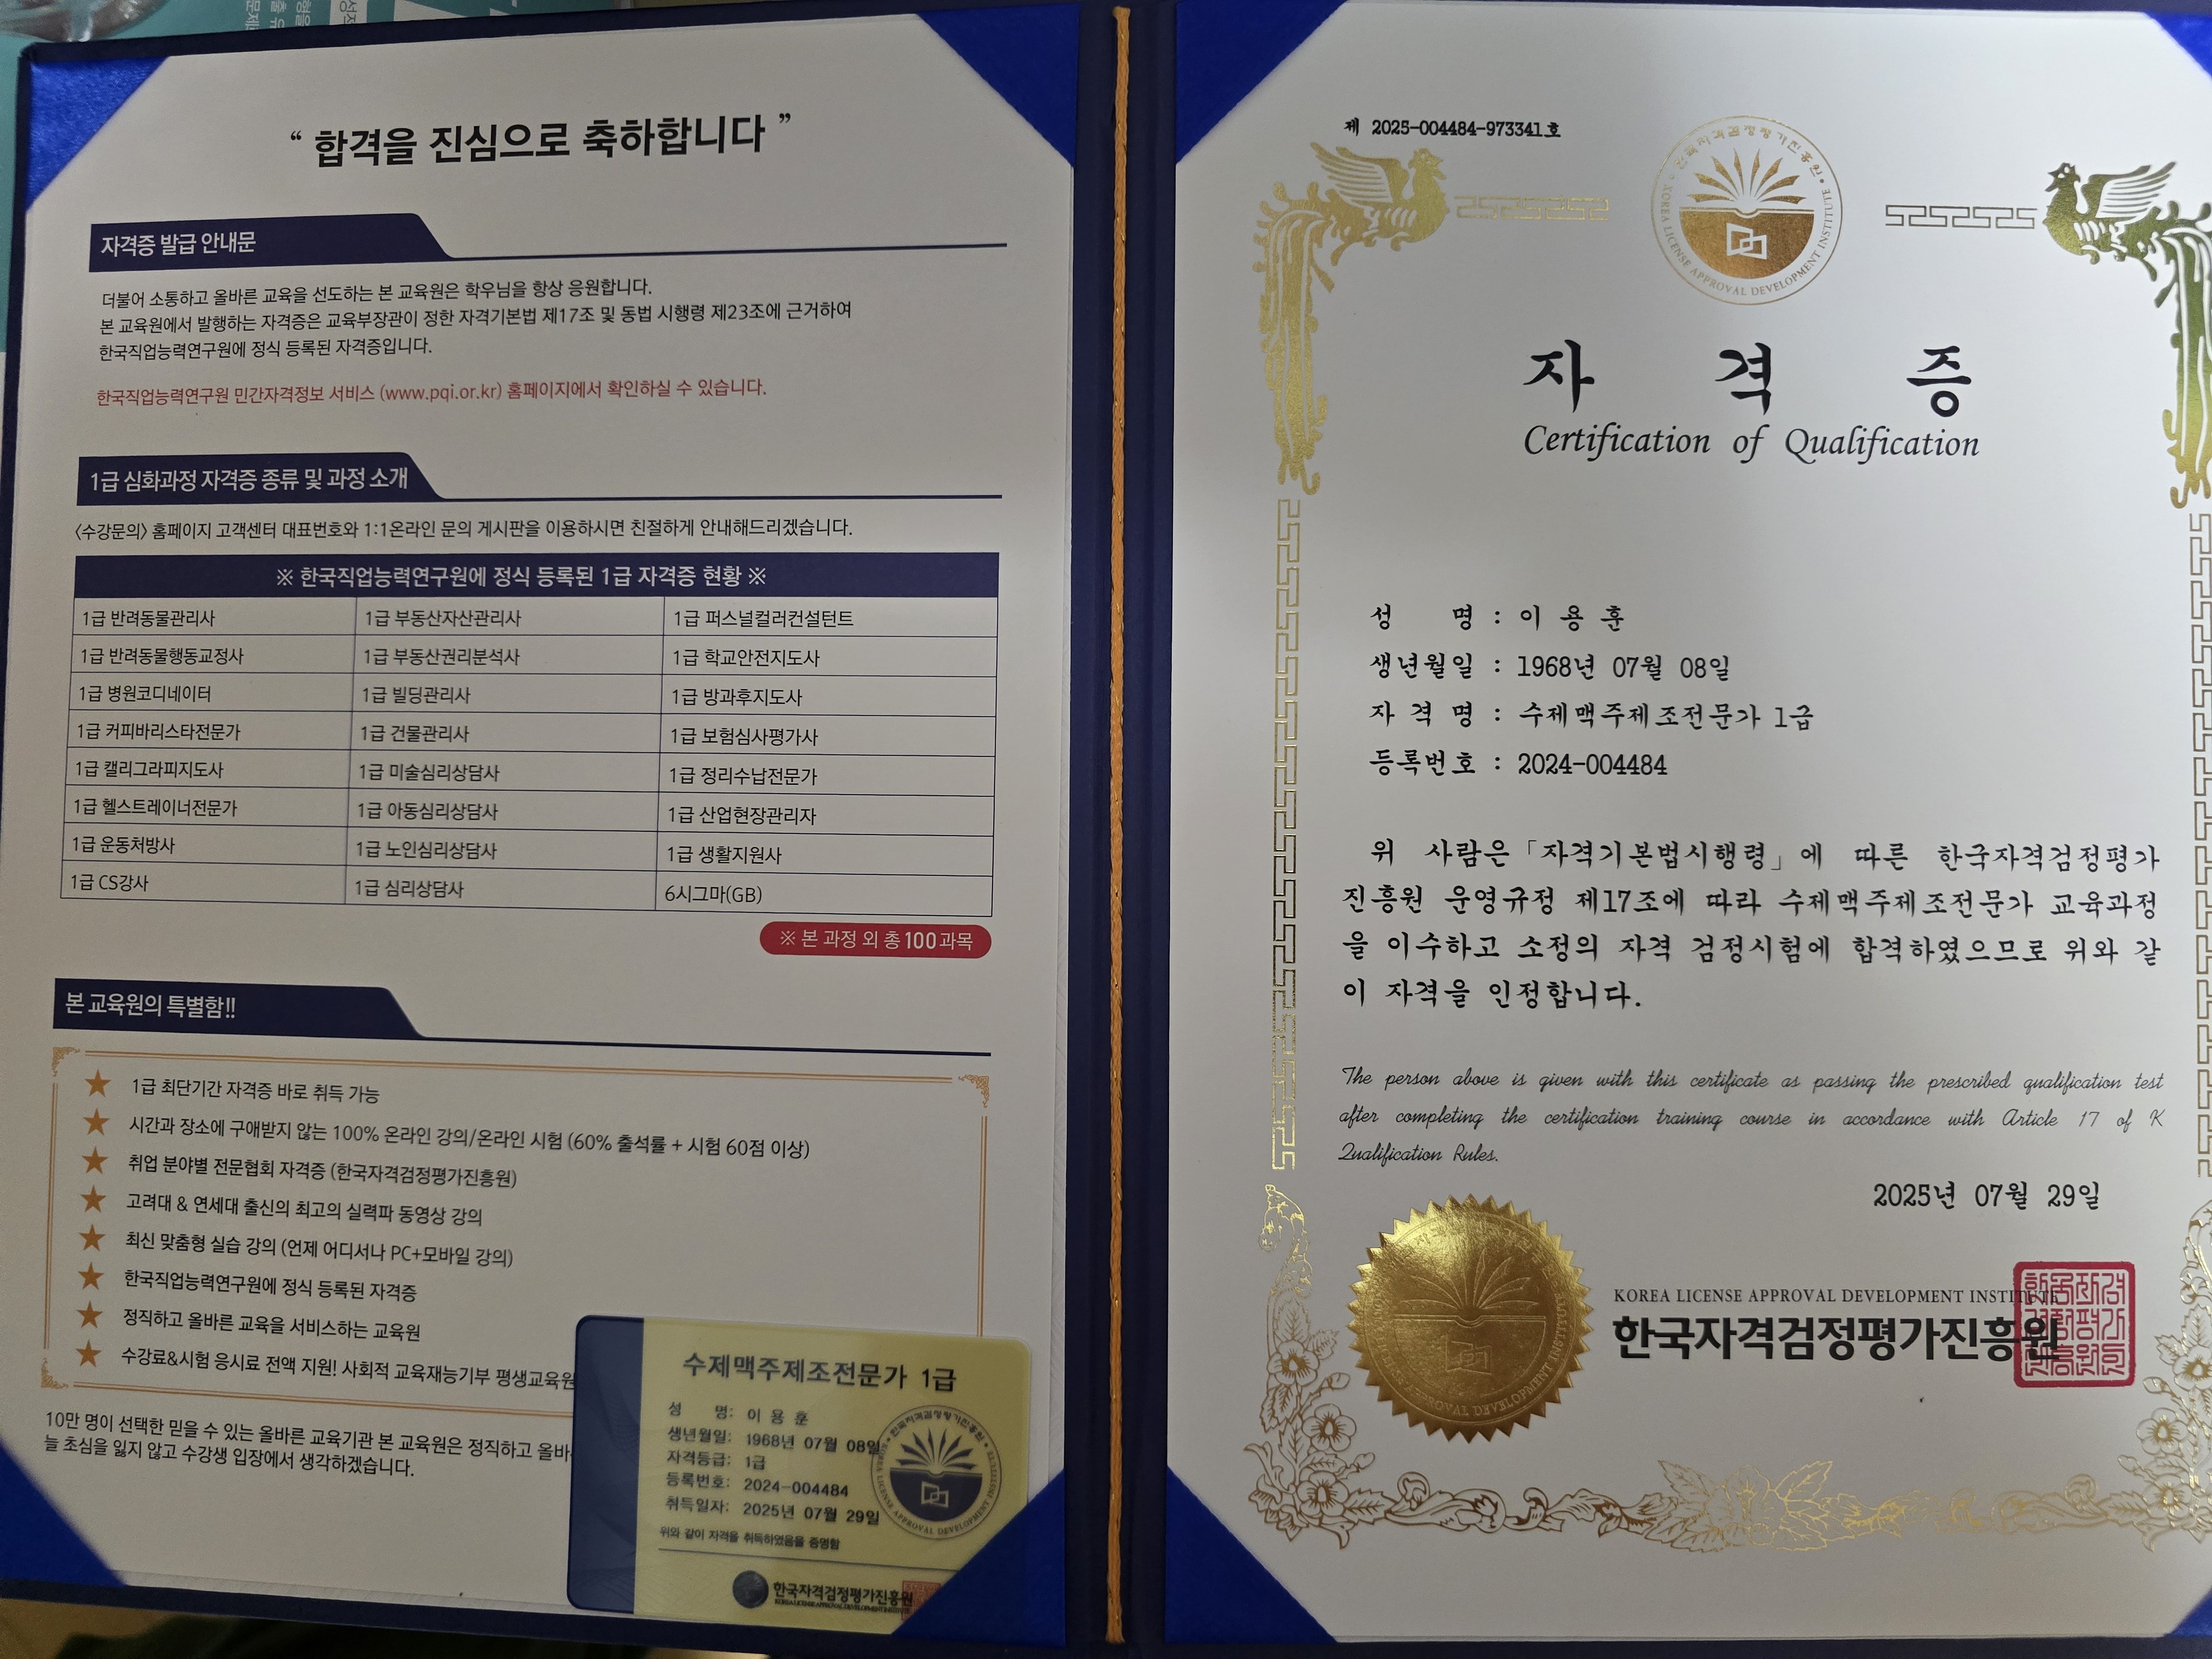 “ 합격을 진심으로 축하합니다 ”
자격증 발급 안내문
더불어 소통하고 올바른 교육을 선도하는 본 교육원은 학우님을 항상 응원합니다.
본 교육원에서 발행하는 자격증은 교육부장관이 정한 자격기본법 제17조 및 동법 시행령 제23조에 근거하여
한국직업능력연구원에 정식 등록된 자격증입니다.
한국직업능력연구원 민간자격정보 서비스 (www.pqi.or.kr) 홈페이지에서 확인하실 수 있습니다.
1급 심화과정 자격증 종류 및 과정 소개
〈수강문의〉 홈페이지 고객센터 대표번호와 1:1온라인 문의 게시판을 이용하시면 친절하게 안내해드리겠습니다.
※ 한국직업능력연구원에 정식 등록된 1급 자격증 현황 ※
1급 반려동물관리사 1급 부동산자산관리사 1급 퍼스널컬러컨설턴트
1급 반려동물행동교정사 1급 부동산권리분석사 1급 학교안전지도사
1급 병원코디네이터 1급 빌딩관리사 1급 방과후지도사
1급 커피바리스타전문가 1급 건물관리사 1급 보험심사평가사
1급 캘리그라피지도사 1급 미술심리상담사 1급 정리수납전문가
1급 헬스트레이너전문가 1급 아동심리상담사 1급 산업현장관리자
1급 운동처방사 1급 노인심리상담사 1급 생활지원사
1급 CS강사 1급 심리상담사 6시그마(GB)
※ 본 과정 외 총 100과목
본 교육원의 특별함!!
1급 최단기간 자격증 바로 취득 가능
시간과 장소에 구애받지 않는 100% 온라인 강의/온라인 시험 (60% 출석률 + 시험 60점 이상)
취업 분야별 전문협회 자격증 (한국자격검정평가진흥원)
고려대 & 연세대 출신의 최고의 실력파 동영상 강의
최신 맞춤형 실습 강의 (언제 어디서나 PC+모바일 강의)
한국직업능력연구원에 정식 등록된 자격증
정직하고 올바른 교육을 서비스하는 교육원
수강료&시험 응시료 전액 지원! 사회적 교육재능기부 평생교육원
10만 명이 선택한 믿을 수 있는 올바른 교육기관 본 교육원은 정직하고 올바
늘 초심을 잃지 않고 수강생 입장에서 생각하겠습니다.
수제맥주제조전문가 1급
성 명: 이 용 훈
생년월일: 1968년 07월 08일
자격등급: 1급
등록번호: 2024-004484
취득일자: 2025년 07월 29일
위와 같이 자격을 취득하였음을 증명함
한국자격검정평가진흥원
KOREA LICENSE APPROVAL DEVELOPMENT INSTITUTE
한국자격검정평가진흥원
KOREA LICENSE APPROVAL DEVELOPMENT INSTITUTE
제 2025-004484-973341호
한국자격검정평가진흥원
KOREA LICENSE APPROVAL DEVELOPMENT INSTITUTE
자 격 증
Certification of Qualification
성 명 : 이 용 훈
생년월일 : 1968년 07월 08일
자 격 명 : 수제맥주제조전문가 1급
등록번호 : 2024-004484
위 사람은「자격기본법시행령」에 따른 한국자격검정평가
진흥원 운영규정 제17조에 따라 수제맥주제조전문가 교육과정
을 이수하고 소정의 자격 검정시험에 합격하였으므로 위와 같
이 자격을 인정합니다.
The person above is given with this certificate as passing the prescribed qualification test
after completing the certification training course in accordance with Article 17 of K
Qualification Rules.
2025년 07월 29일
KOREA LICENSE APPROVAL DEVELOPMENT INSTITUTE
한국자격검정평가진흥원